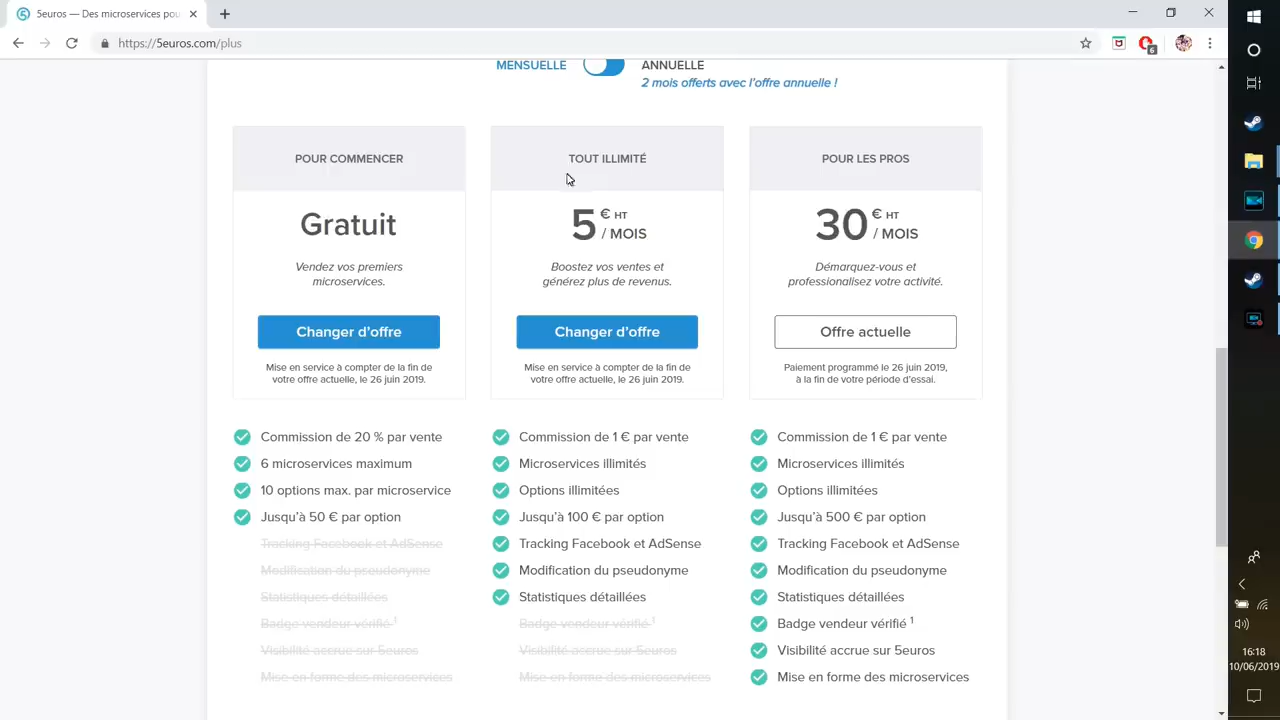 5euros — Des microservices pou
https://5euros.com/plus
6
MENSUELLE
ANNUELLE
2 mois offerts avec l'offre annuelle !
POUR COMMENCER
Gratuit
Vendez vos premiers
microservices.
Changer d'offre
Mise en service à compter de la fin de
votre offre actuelle, le 26 juin 2019.
Commission de 20 % par vente
6 microservices maximum
10 options max. par microservice
Jusqu'à 50 € par option
Tracking Facebook et AdSense
Modification du pseudonyme
Statistiques détaillées
Badge vendeur vérifié 1
Visibilité accrue sur 5euros
Mise en forme des microservices
TOUT ILLIMITÉ
5 € HT
/ MOIS
Boostez vos ventes et
générez plus de revenus.
Changer d'offre
Mise en service à compter de la fin de
votre offre actuelle, le 26 juin 2019.
Commission de 1 € par vente
Microservices illimités
Options illimitées
Jusqu'à 100 € par option
Tracking Facebook et AdSense
Modification du pseudonyme
Statistiques détaillées
Badge vendeur vérifié 1
Visibilité accrue sur 5euros
Mise en forme des microservices
POUR LES PROS
30 € HT
/ MOIS
Démarquez-vous et
professionalisez votre activité.
Offre actuelle
Paiement programmé le 26 juin 2019,
à la fin de votre période d'essai.
Commission de 1 € par vente
Microservices illimités
Options illimitées
Jusqu'à 500 € par option
Tracking Facebook et AdSense
Modification du pseudonyme
Statistiques détaillées
Badge vendeur vérifié 1
Visibilité accrue sur 5euros
Mise en forme des microservices
16:18
10/06/2019